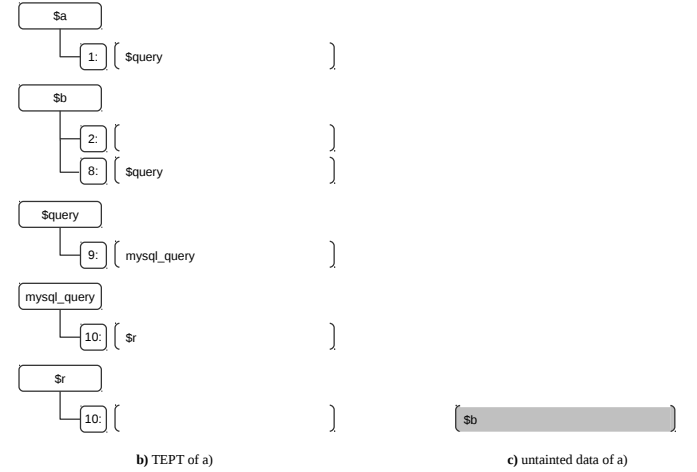 $a
1: $query
$b
2:
8: $query
$query
9: mysql_query
mysql_query
10: $r
$r
10:
$b
b) TEPT of a)
c) untainted data of a)